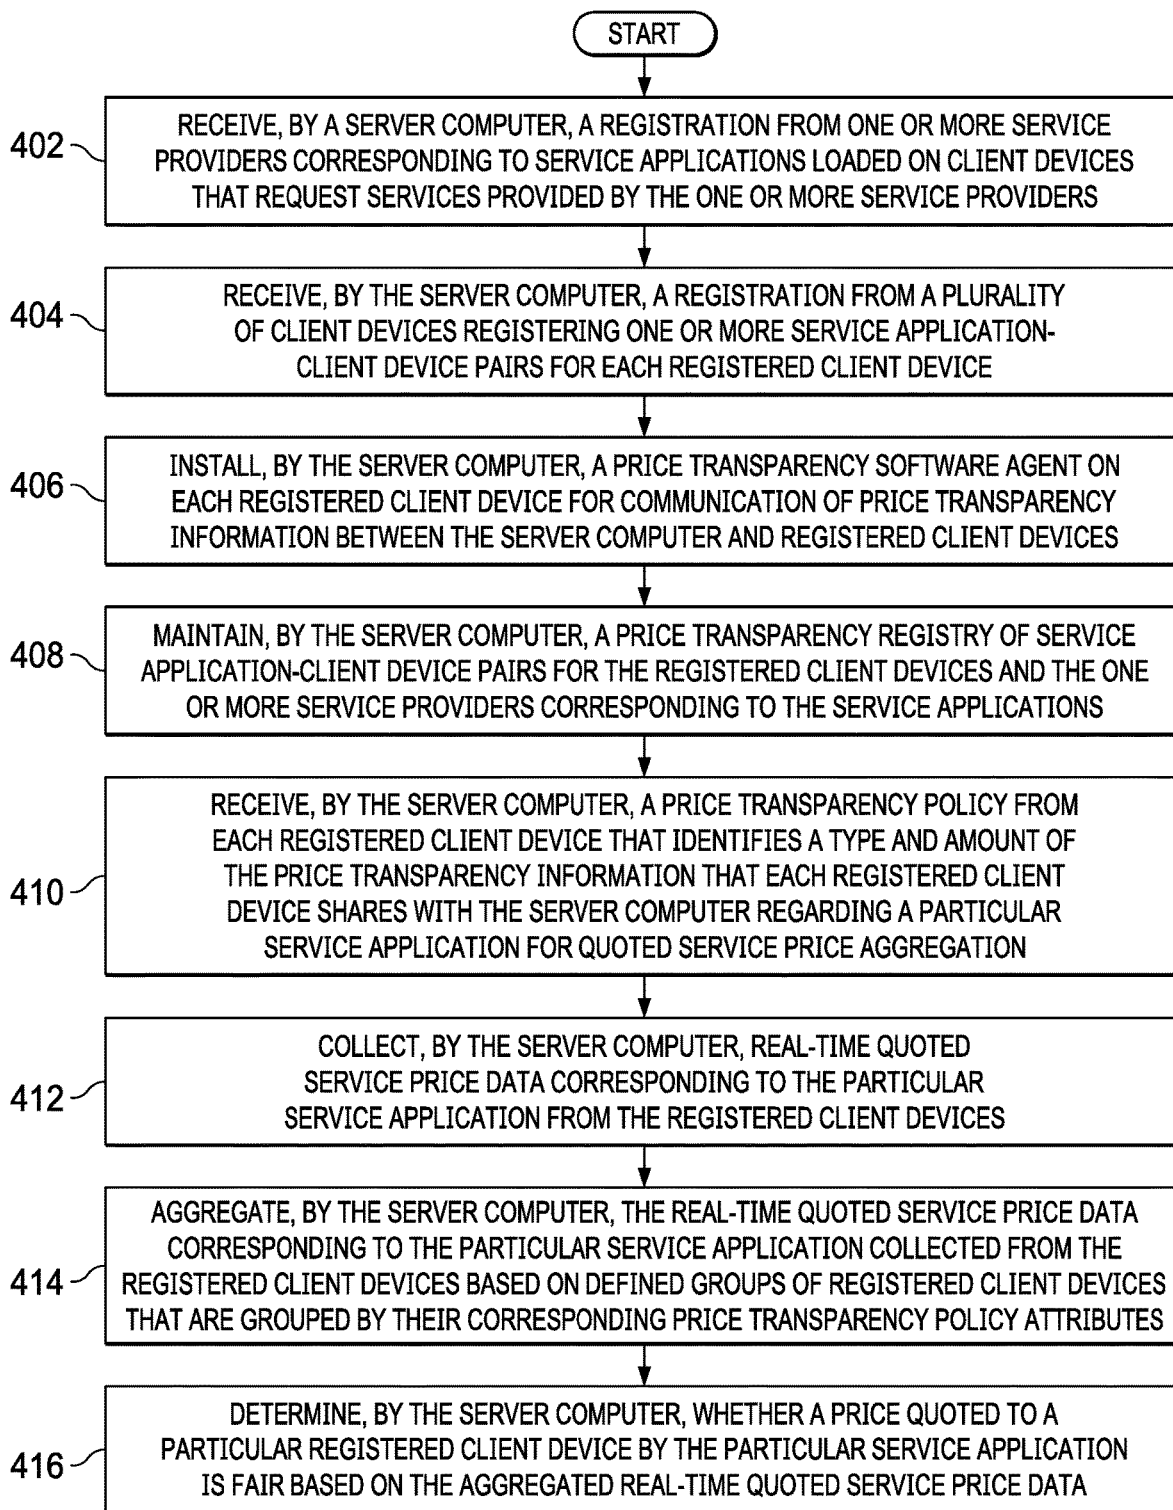 START
402
RECEIVE, BY A SERVER COMPUTER, A REGISTRATION FROM ONE OR MORE SERVICE
PROVIDERS CORRESPONDING TO SERVICE APPLICATIONS LOADED ON CLIENT DEVICES
THAT REQUEST SERVICES PROVIDED BY THE ONE OR MORE SERVICE PROVIDERS
404
RECEIVE, BY THE SERVER COMPUTER, A REGISTRATION FROM A PLURALITY
OF CLIENT DEVICES REGISTERING ONE OR MORE SERVICE APPLICATION-
CLIENT DEVICE PAIRS FOR EACH REGISTERED CLIENT DEVICE
406
INSTALL, BY THE SERVER COMPUTER, A PRICE TRANSPARENCY SOFTWARE AGENT ON
EACH REGISTERED CLIENT DEVICE FOR COMMUNICATION OF PRICE TRANSPARENCY
INFORMATION BETWEEN THE SERVER COMPUTER AND REGISTERED CLIENT DEVICES
408
MAINTAIN, BY THE SERVER COMPUTER, A PRICE TRANSPARENCY REGISTRY OF SERVICE
APPLICATION-CLIENT DEVICE PAIRS FOR THE REGISTERED CLIENT DEVICES AND THE ONE
OR MORE SERVICE PROVIDERS CORRESPONDING TO THE SERVICE APPLICATIONS
410
RECEIVE, BY THE SERVER COMPUTER, A PRICE TRANSPARENCY POLICY FROM
EACH REGISTERED CLIENT DEVICE THAT IDENTIFIES A TYPE AND AMOUNT OF
THE PRICE TRANSPARENCY INFORMATION THAT EACH REGISTERED CLIENT
DEVICE SHARES WITH THE SERVER COMPUTER REGARDING A PARTICULAR
SERVICE APPLICATION FOR QUOTED SERVICE PRICE AGGREGATION
412
COLLECT, BY THE SERVER COMPUTER, REAL-TIME QUOTED
SERVICE PRICE DATA CORRESPONDING TO THE PARTICULAR
SERVICE APPLICATION FROM THE REGISTERED CLIENT DEVICES
414
AGGREGATE, BY THE SERVER COMPUTER, THE REAL-TIME QUOTED SERVICE PRICE DATA
CORRESPONDING TO THE PARTICULAR SERVICE APPLICATION COLLECTED FROM THE
REGISTERED CLIENT DEVICES BASED ON DEFINED GROUPS OF REGISTERED CLIENT DEVICES
THAT ARE GROUPED BY THEIR CORRESPONDING PRICE TRANSPARENCY POLICY ATTRIBUTES
416
DETERMINE, BY THE SERVER COMPUTER, WHETHER A PRICE QUOTED TO A
PARTICULAR REGISTERED CLIENT DEVICE BY THE PARTICULAR SERVICE APPLICATION
IS FAIR BASED ON THE AGGREGATED REAL-TIME QUOTED SERVICE PRICE DATA